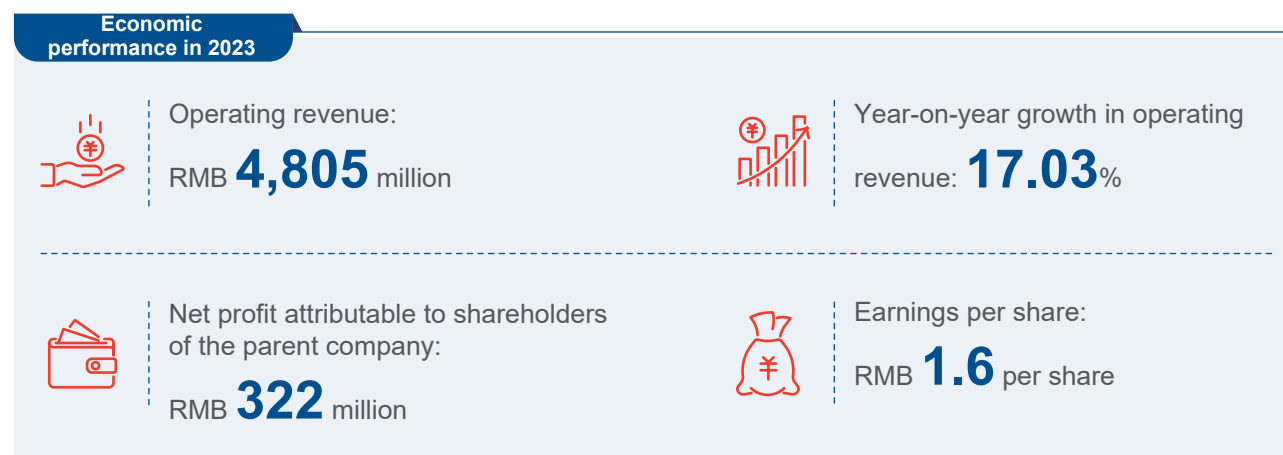 Economic
performance in 2023
Operating revenue:
RMB 4,805 million
Year-on-year growth in operating
revenue: 17.03%
Net profit attributable to shareholders
of the parent company:
RMB 322 million
Earnings per share:
RMB 1.6 per share